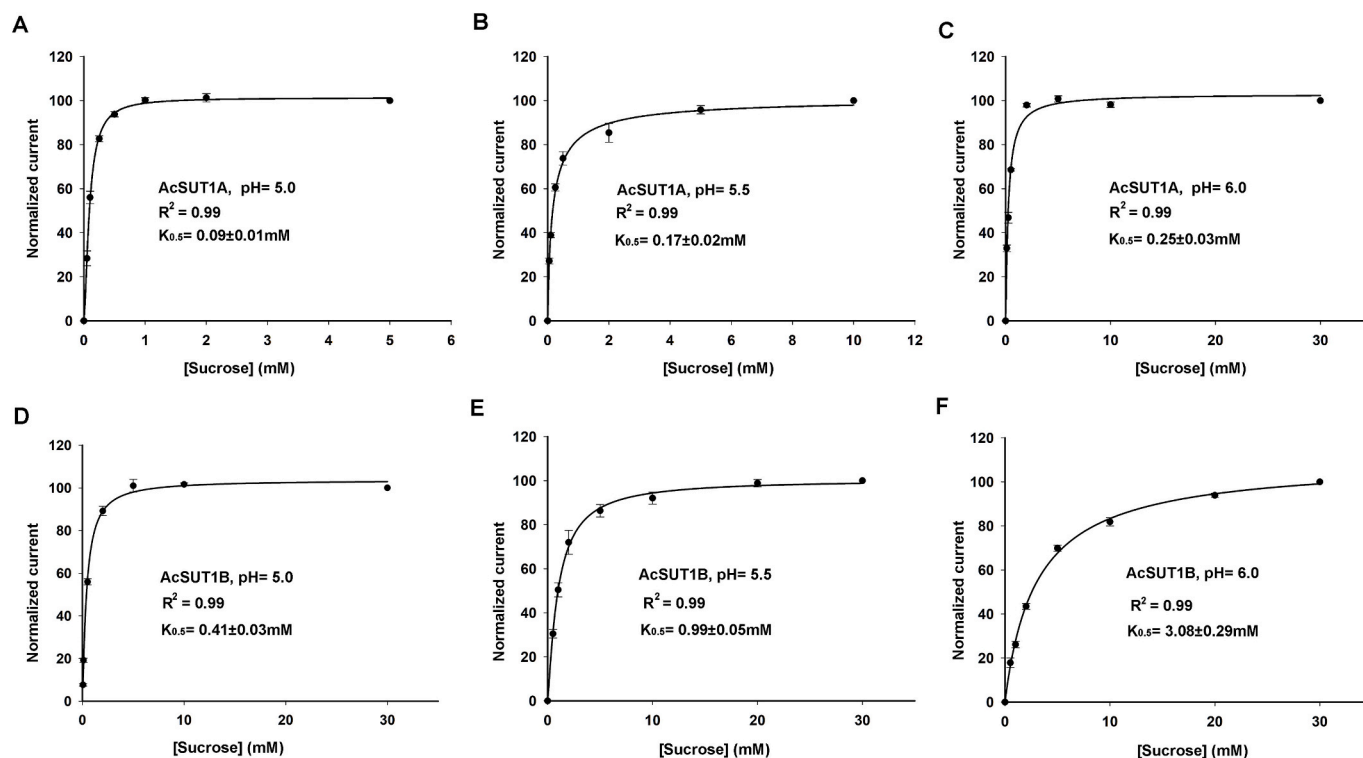 A
Normalized current
120
100
80
60
40
20
0
AcSUT1A, pH= 5.0
R² = 0.99
K₀.₅= 0.09±0.01mM
0 1 2 3 4 5 6
[Sucrose] (mM)
B
Normalized current
120
100
80
60
40
20
0
AcSUT1A, pH= 5.5
R² = 0.99
K₀.₅= 0.17±0.02mM
0 2 4 6 8 10 12
[Sucrose] (mM)
C
Normalized current
120
100
80
60
40
20
0
AcSUT1A, pH= 6.0
R² = 0.99
K₀.₅= 0.25±0.03mM
0 10 20 30
[Sucrose] (mM)
D
Normalized current
120
100
80
60
40
20
0
AcSUT1B, pH= 5.0
R² = 0.99
K₀.₅= 0.41±0.03mM
0 10 20 30
[Sucrose] (mM)
E
Normalized current
120
100
80
60
40
20
0
AcSUT1B, pH= 5.5
R² = 0.99
K₀.₅= 0.99±0.05mM
0 10 20 30
[Sucrose] (mM)
F
Normalized current
120
100
80
60
40
20
0
AcSUT1B, pH= 6.0
R² = 0.99
K₀.₅= 3.08±0.29mM
0 10 20 30
[Sucrose] (mM)